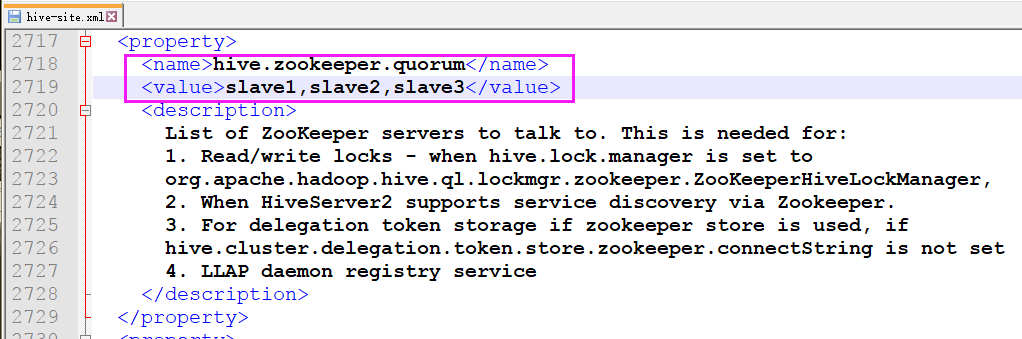 hive-site.xml
2717 <property>
2718 <name>hive.zookeeper.quorum</name>
2719 <value>slave1,slave2,slave3</value>
2720 <description>
2721 List of ZooKeeper servers to talk to. This is needed for:
2722 1. Read/write locks - when hive.lock.manager is set to
2723 org.apache.hadoop.hive.ql.lockmgr.zookeeper.ZooKeeperHiveLockManager,
2724 2. When HiveServer2 supports service discovery via Zookeeper.
2725 3. For delegation token storage if zookeeper store is used, if
2726 hive.cluster.delegation.token.store.zookeeper.connectString is not set
2727 4. LLAP daemon registry service
2728 </description>
2729 </property>
2730 <property>